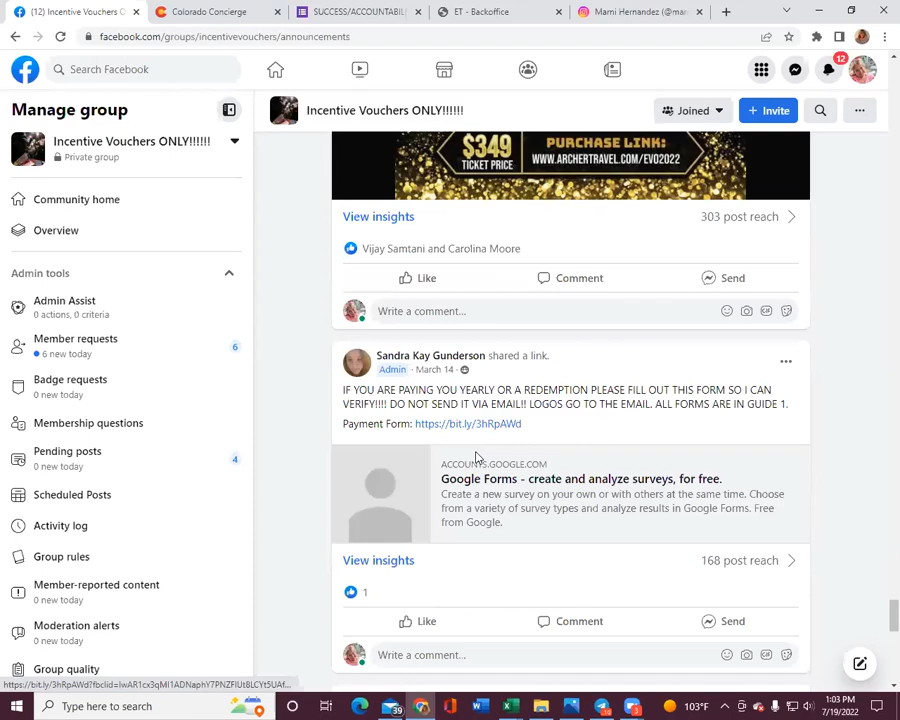 Incentive Vouchers O
Colorado Concierge
SUCCESS/ACCOUNTABIL
ET - Backoffice
Marni Hernandez (@mar
facebook.com/groups/incentivevouchers/announcements
Search Facebook
12
Manage group
Incentive Vouchers ONLY!!!!!!
Joined
+ Invite
Incentive Vouchers ONLY!!!!!!
Private group
Community home
Overview
Admin tools
Admin Assist
0 actions, 0 criteria
Member requests
6 new today
6
Badge requests
0 new today
Membership questions
Pending posts
0 new today
4
Scheduled Posts
Activity log
Group rules
Member-reported content
0 new today
Moderation alerts
0 new today
Group quality
$349
TICKET PRICE
PURCHASE LINK:
WWW.ARCHERTRAVEL.COM/EVO2022
View insights
303 post reach
Vijay Samtani and Carolina Moore
Like
Comment
Send
Write a comment...
Sandra Kay Gunderson shared a link.
Admin · March 14 ·
IF YOU ARE PAYING YOU YEARLY OR A REDEMPTION PLEASE FILL OUT THIS FORM SO I CAN
VERIFY!!!! DO NOT SEND IT VIA EMAIL!! LOGOS GO TO THE EMAIL. ALL FORMS ARE IN GUIDE 1.
Payment Form: https://bit.ly/3hRpAWd
ACCOUNTS.GOOGLE.COM
Google Forms - create and analyze surveys, for free.
Create a new survey on your own or with others at the same time. Choose
from a variety of survey types and analyze results in Google Forms. Free
from Google.
View insights
168 post reach
1
Like
Comment
Send
Write a comment...
Type here to search
39
10
3
103°F
1:03 PM
7/19/2022